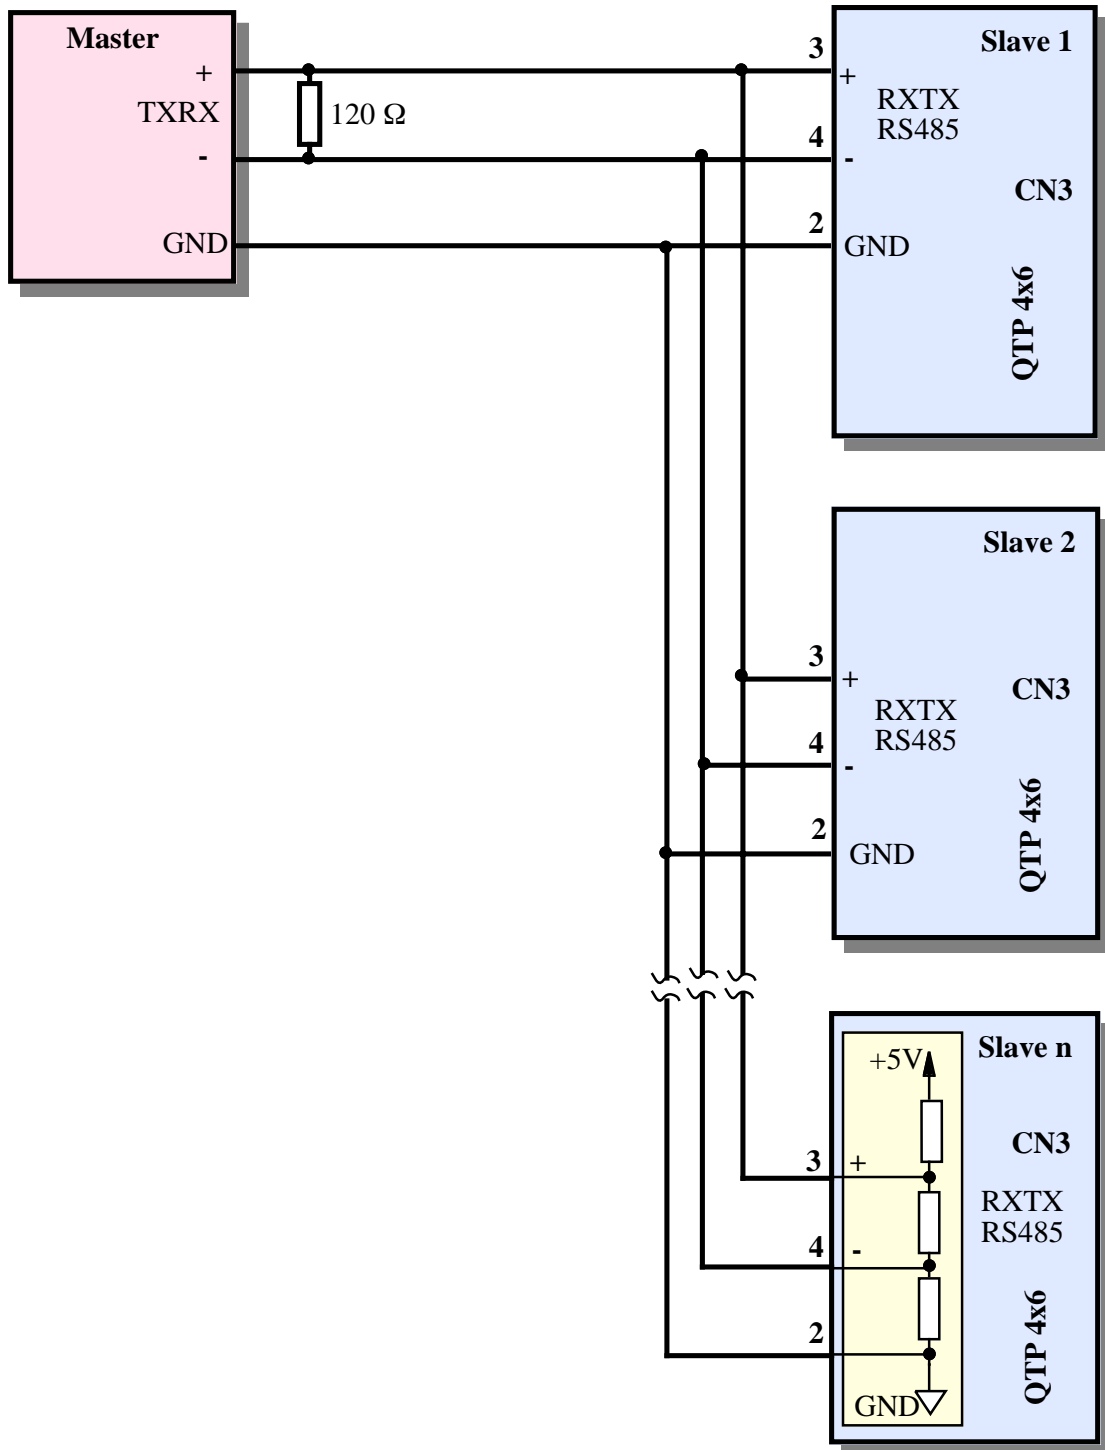 Master
+
TXRX
-
GND
120 Ω
3
4
2
Slave 1
+
RXTX
RS485
-
CN3
GND
QTP 4x6
3
4
2
Slave 2
+
CN3
RXTX
RS485
-
QTP 4x6
GND
3
4
2
Slave n
+5V
CN3
+
RXTX
RS485
-
QTP 4x6
GND